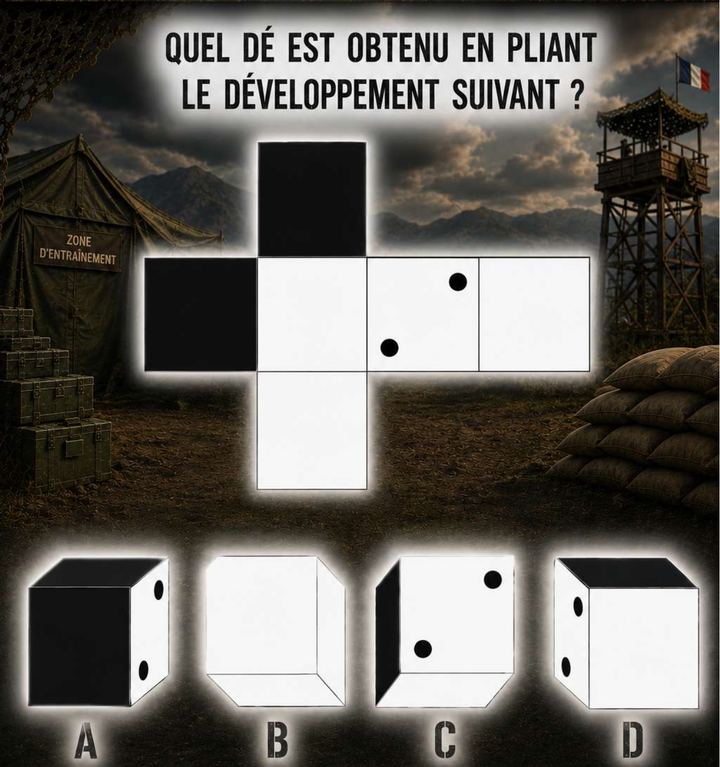 QUEL DÉ EST OBTENU EN PLIANT
LE DÉVELOPPEMENT SUIVANT ?
ZONE
D'ENTRAÎNEMENT
A B C D